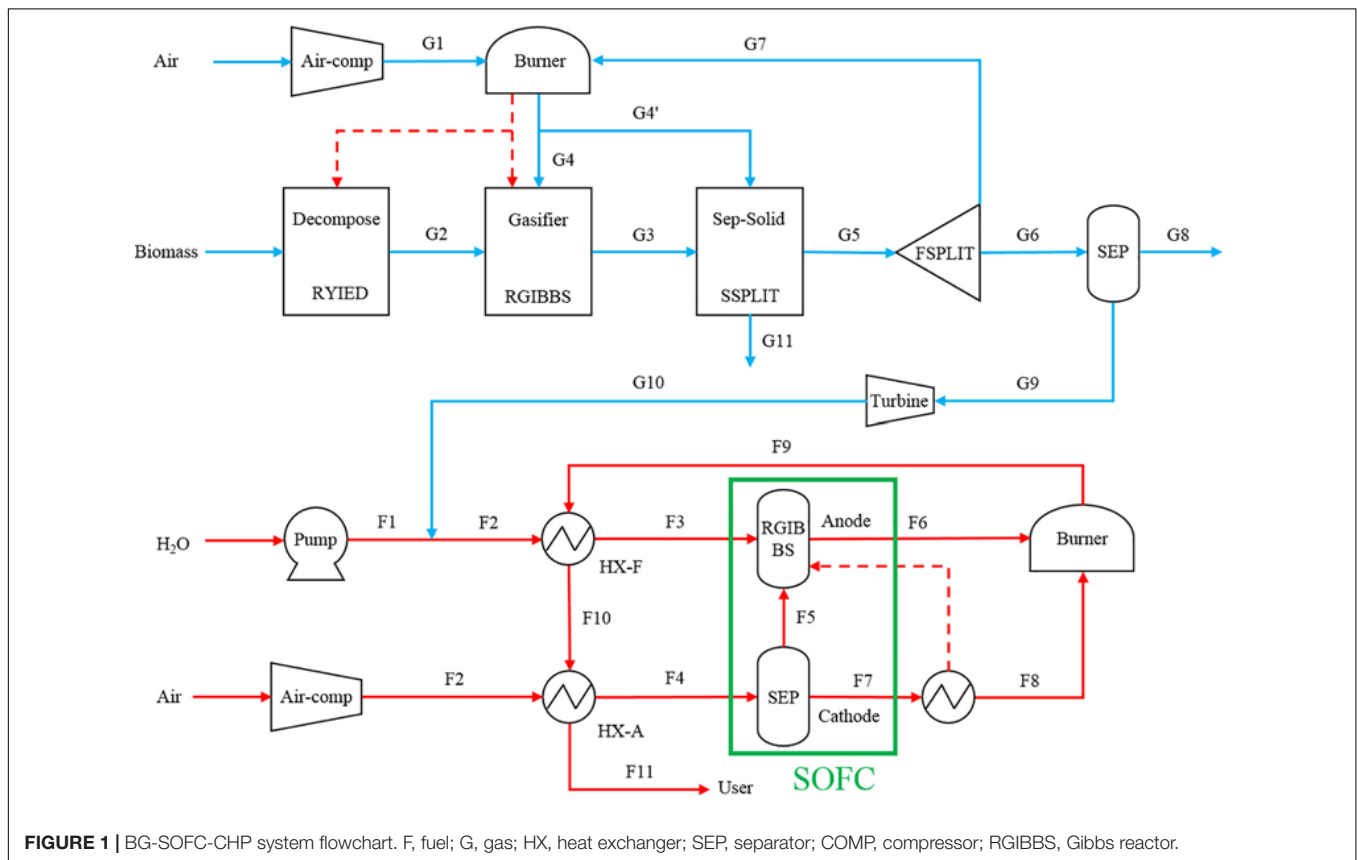 Air
Air-comp
G1
Burner
G7
G4'
G4
Biomass
Decompose
RYIED
G2
Gasifier
RGIBBS
G3
Sep-Solid
SSPLIT
G5
FSPLIT
G6
SEP
G8
G11
G10
Turbine
G9
F9
H2O
Pump
F1
F2
HX-F
F3
RGIB
BS
Anode
F6
Burner
F10
F5
Air
Air-comp
F2
HX-A
F4
SEP
F7
Cathode
F8
F11
User
SOFC
FIGURE 1 | BG-SOFC-CHP system flowchart. F, fuel; G, gas; HX, heat exchanger; SEP, separator; COMP, compressor; RGIBBS, Gibbs reactor.